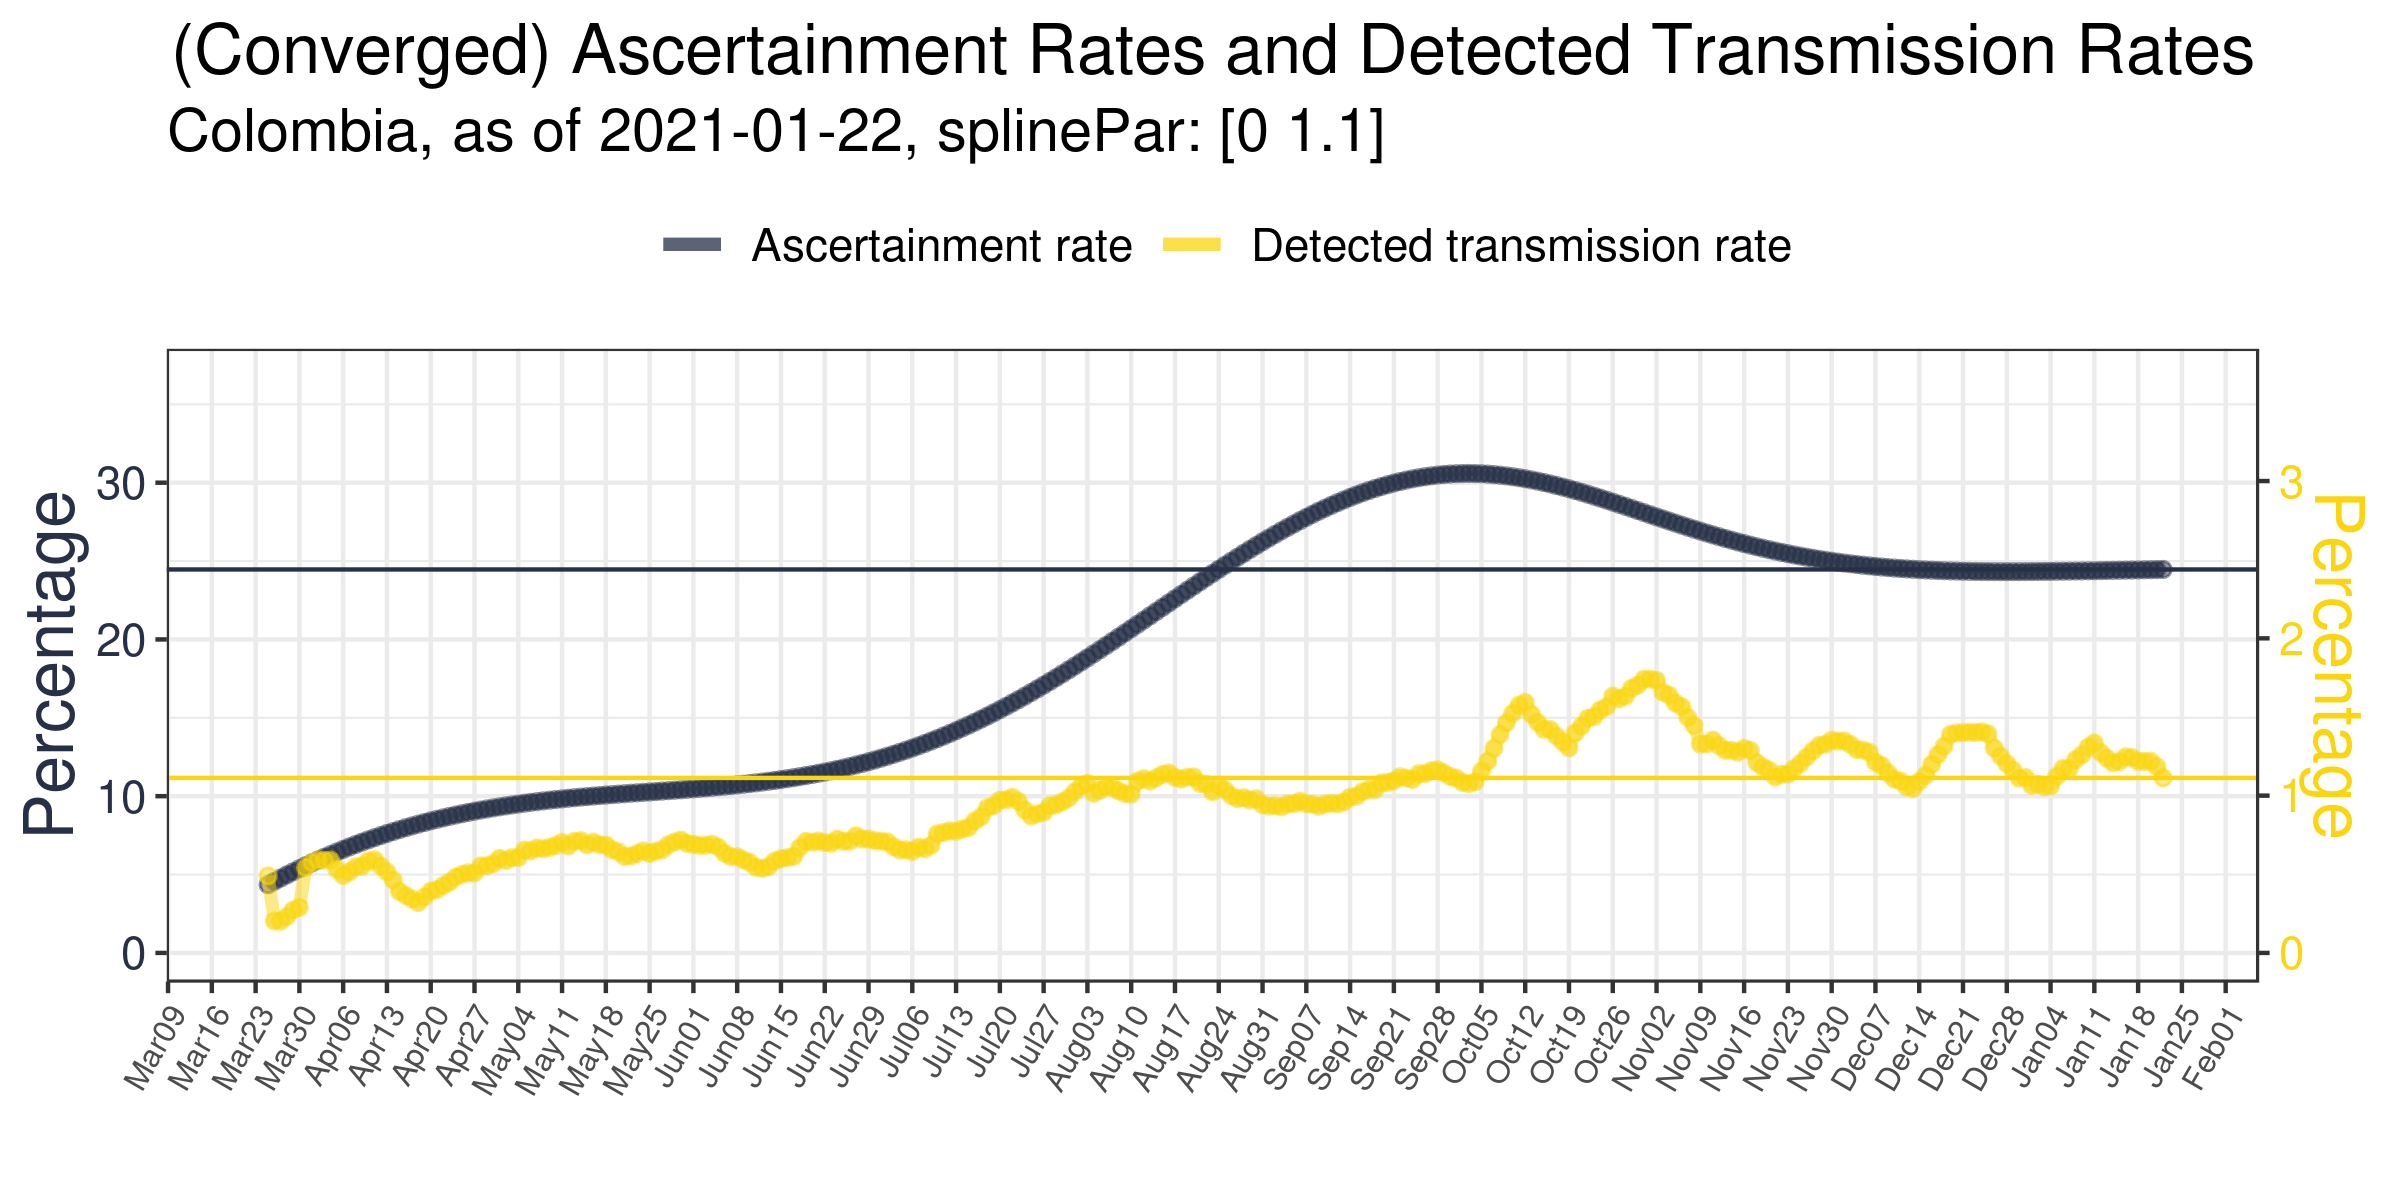 (Converged) Ascertainment Rates and Detected Transmission Rates
Colombia, as of 2021-01-22, splinePar: [0 1.1]
Ascertainment rate
Detected transmission rate
Percentage
30
20
10
0
3
2
1
0
Percentage
Mar09
Mar16
Mar23
Mar30
Apr06
Apr13
Apr20
Apr27
May04
May11
May18
May25
Jun01
Jun08
Jun15
Jun22
Jun29
Jul06
Jul13
Jul20
Jul27
Aug03
Aug10
Aug17
Aug24
Aug31
Sep07
Sep14
Sep21
Sep28
Oct05
Oct12
Oct19
Oct26
Nov02
Nov09
Nov16
Nov23
Nov30
Dec07
Dec14
Dec21
Dec28
Jan04
Jan11
Jan18
Jan25
Feb01